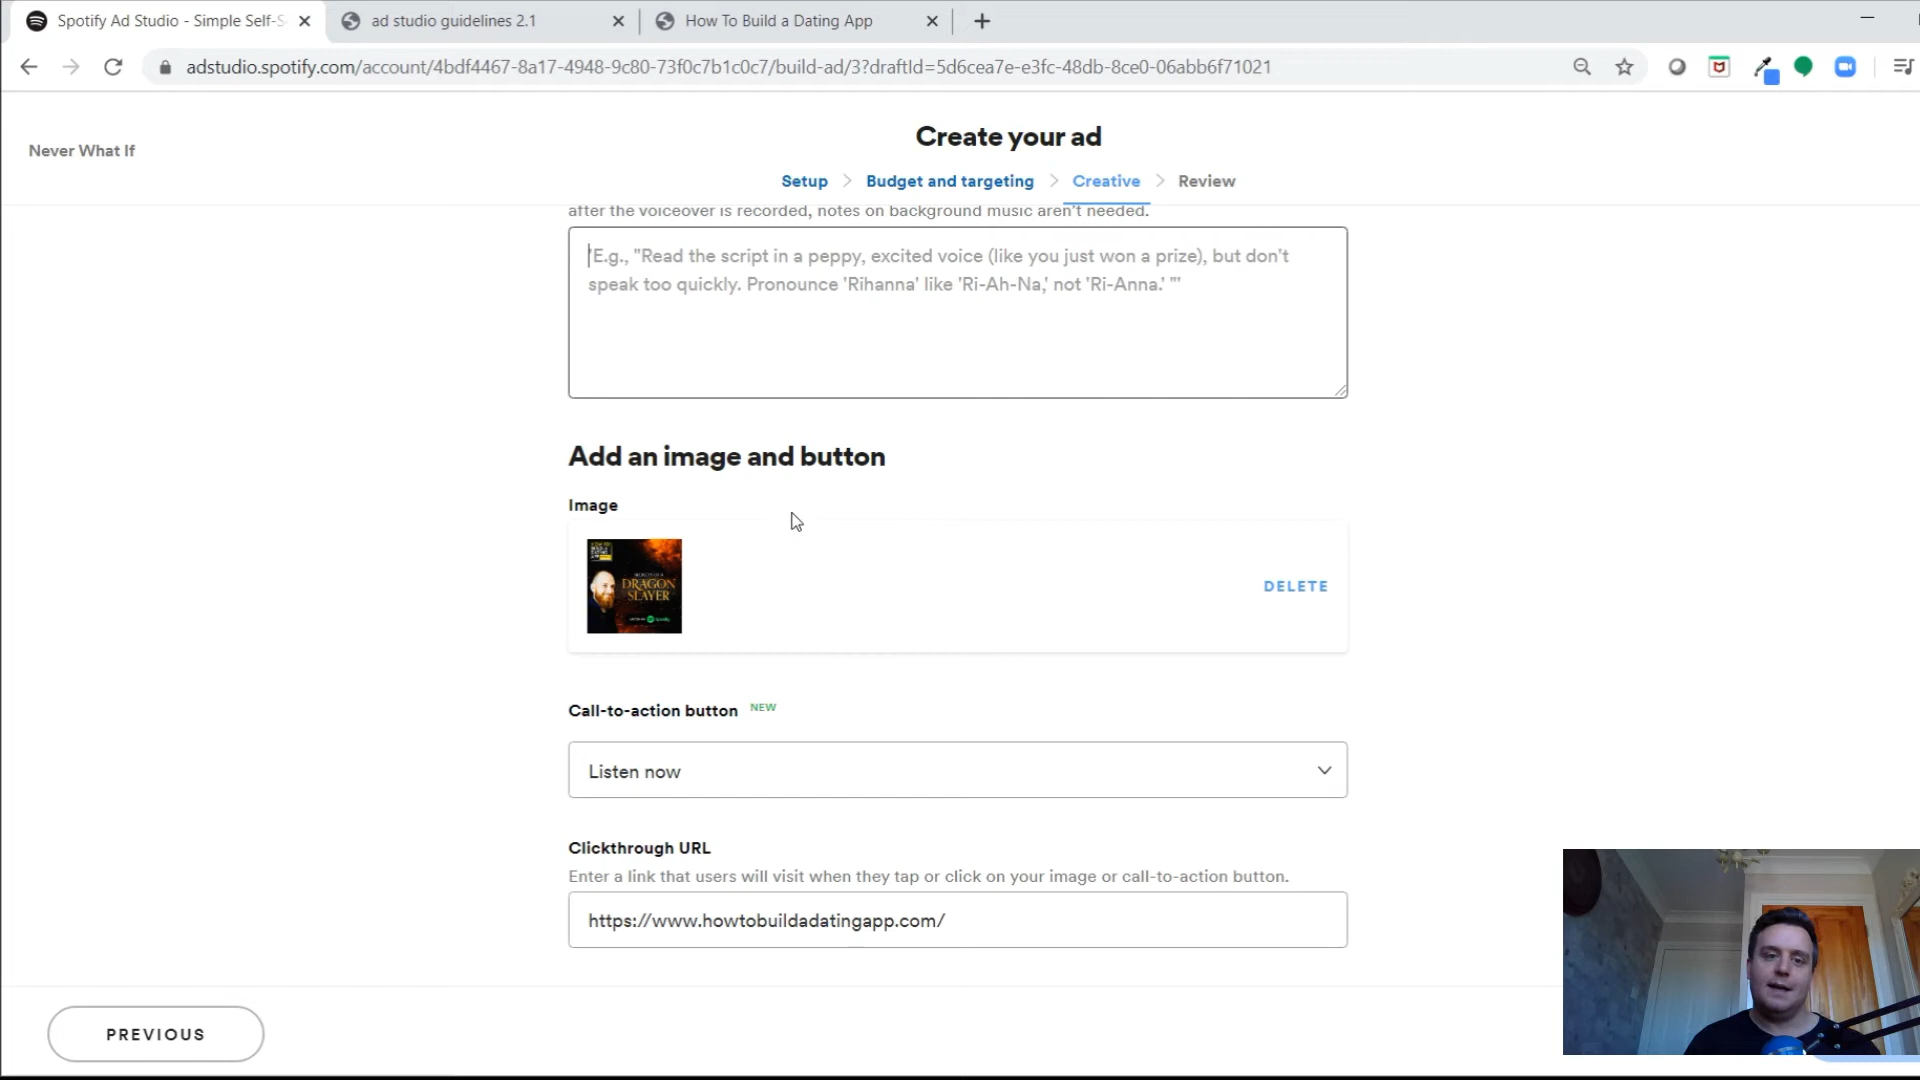 Spotify Ad Studio - Simple Self-S
ad studio guidelines 2.1
How To Build a Dating App
adstudio.spotify.com/account/4bdf4467-8a17-4948-9c80-73f0c7b1c0c7/build-ad/3?draftId=5d6cea7e-e3fc-48db-8ce0-06abb6f71021
Never What If
Create your ad
Setup > Budget and targeting > Creative > Review
after the voiceover is recorded, notes on background music aren't needed.
'E.g., "Read the script in a peppy, excited voice (like you just won a prize), but don't
speak too quickly. Pronounce 'Rihanna' like 'Ri-Ah-Na,' not 'Ri-Anna.' "'
Add an image and button
Image
DRAGON
SLAYER
DELETE
Call-to-action button NEW
Listen now
Clickthrough URL
Enter a link that users will visit when they tap or click on your image or call-to-action button.
https://www.howtobuildadatingapp.com/
PREVIOUS